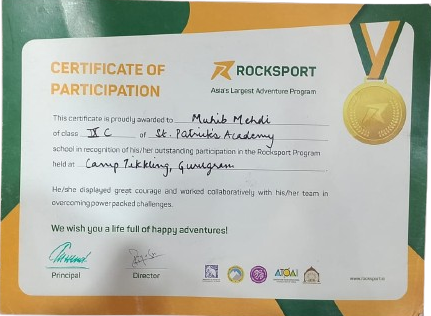 CERTIFICATE OF
PARTICIPATION
ROCKSPORT
Asia's Largest Adventure Program
This certificate is proudly awarded to Muhib Mehdi
of class IX C of St. Patrick's Academy
school in recognition of his/her outstanding participation in the Rocksport Program
held at Camp Tikkling, Gurugram
He/she displayed great courage and worked collaboratively with his/her team in
overcoming power packed challenges.
We wish you a life full of happy adventures!
Principal
Director
ATOAI
www.rocksport.in